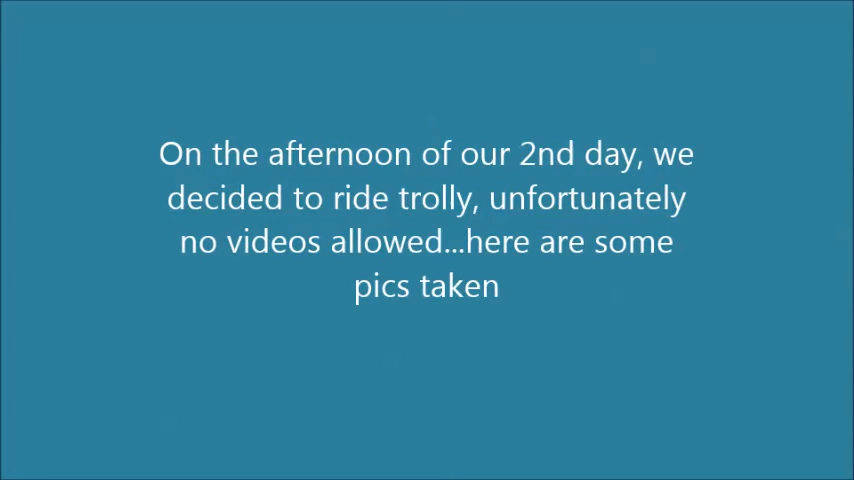 On the afternoon of our 2nd day, we
decided to ride trolly, unfortunately
no videos allowed...here are some
pics taken